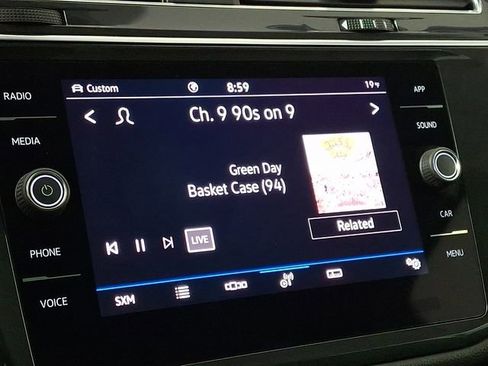 Custom
8:59
19 °F
Ch. 9 90s on 9
Green Day
Basket Case (94)
LIVE
Related
SXM
RADIO
MEDIA
PHONE
VOICE
APP
SOUND
CAR
MENU